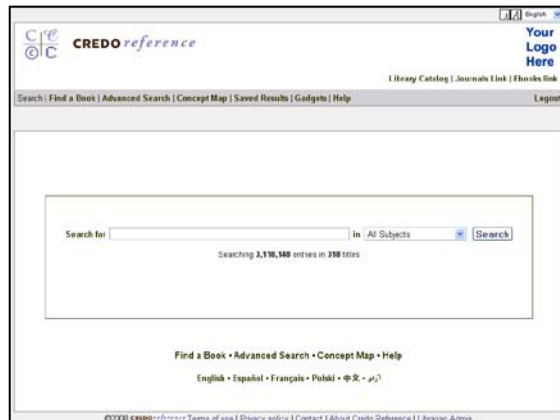 English
CREDO reference
Your
Logo
Here
Library Catalog | Journals Link | Ebooks link
Search | Find a Book | Advanced Search | Concept Map | Saved Results | Gadgets | Help Logout
Search for in All Subjects Search
Searching 3,118,148 entries in 318 titles
Find a Book • Advanced Search • Concept Map • Help
English • Español • Français • Polski • 中文 •
©2008 CREDO reference Terms of use | Privacy policy | Contact | About Credo Reference | Librarian Admin